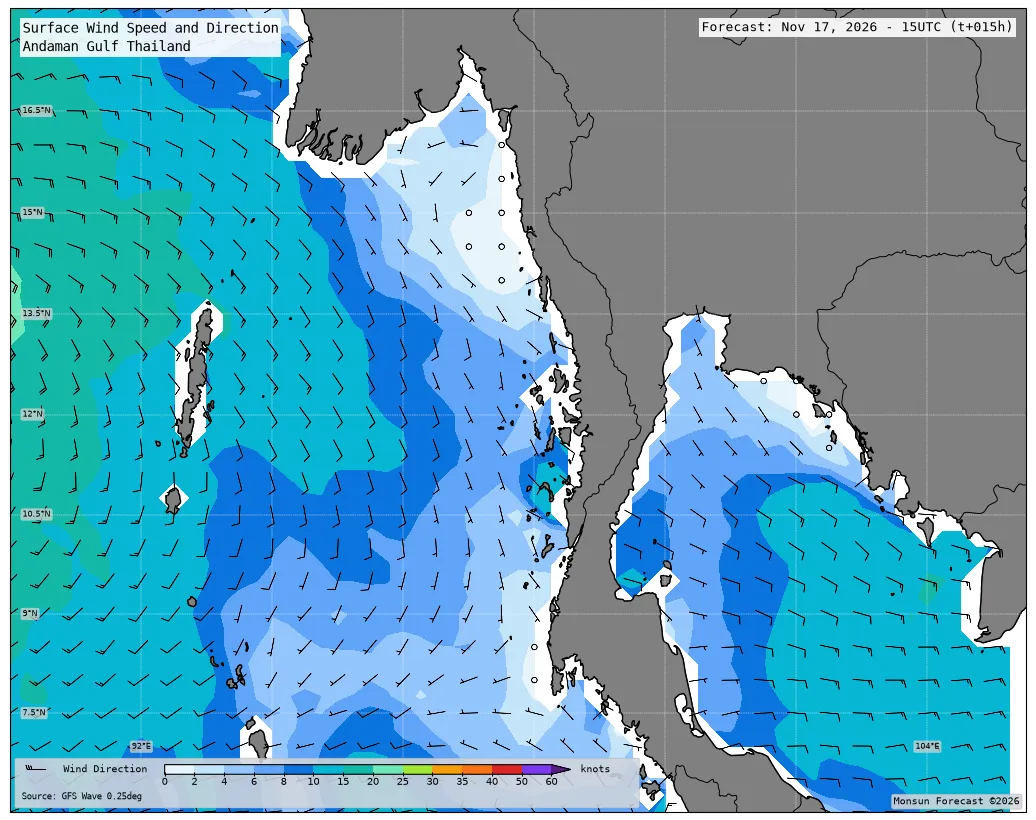 Surface Wind Speed and Direction
Andaman Gulf Thailand
Forecast: Nov 17, 2026 - 15UTC (t+015h)
16.5°N
15°N
13.5°N
12°N
10.5°N
9°N
7.5°N
92°E
104°E
Wind Direction
0 2 4 6 8 10 15 20 25 30 35 40 50 60
knots
Source: GFS Wave 0.25deg
Monsun Forecast ©2026